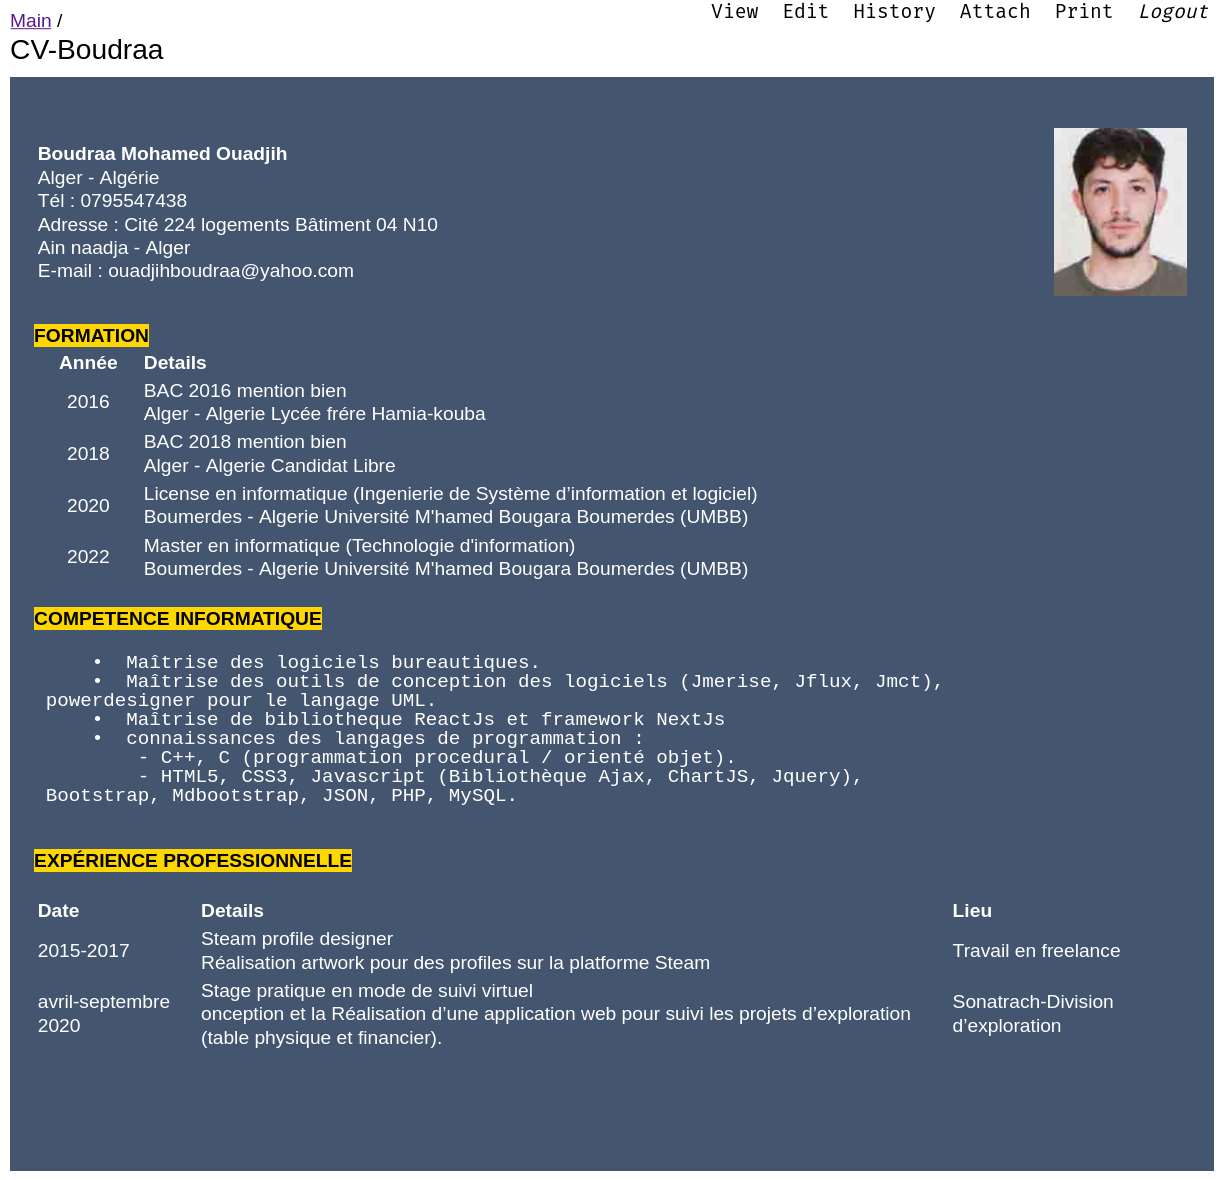 Main /
View Edit History Attach Print Logout
CV-Boudraa
Boudraa Mohamed Ouadjih
Alger - Algérie
Tél : 0795547438
Adresse : Cité 224 logements Bâtiment 04 N10
Ain naadja - Alger
E-mail : ouadjihboudraa@yahoo.com
FORMATION
Année Details
2016
BAC 2016 mention bien
Alger - Algerie Lycée frére Hamia-kouba
2018
BAC 2018 mention bien
Alger - Algerie Candidat Libre
2020
License en informatique (Ingenierie de Système d’information et logiciel)
Boumerdes - Algerie Université M'hamed Bougara Boumerdes (UMBB)
2022
Master en informatique (Technologie d'information)
Boumerdes - Algerie Université M'hamed Bougara Boumerdes (UMBB)
COMPETENCE INFORMATIQUE
• Maîtrise des logiciels bureautiques.
• Maîtrise des outils de conception des logiciels (Jmerise, Jflux, Jmct),
powerdesigner pour le langage UML.
• Maîtrise de bibliotheque ReactJs et framework NextJs
• connaissances des langages de programmation :
- C++, C (programmation procedural / orienté objet).
- HTML5, CSS3, Javascript (Bibliothèque Ajax, ChartJS, Jquery),
Bootstrap, Mdbootstrap, JSON, PHP, MySQL.
EXPÉRIENCE PROFESSIONNELLE
Date Details Lieu
2015-2017
Steam profile designer
Réalisation artwork pour des profiles sur la platforme Steam
Travail en freelance
avril-septembre
2020
Stage pratique en mode de suivi virtuel
onception et la Réalisation d’une application web pour suivi les projets d’exploration
(table physique et financier).
Sonatrach-Division
d’exploration